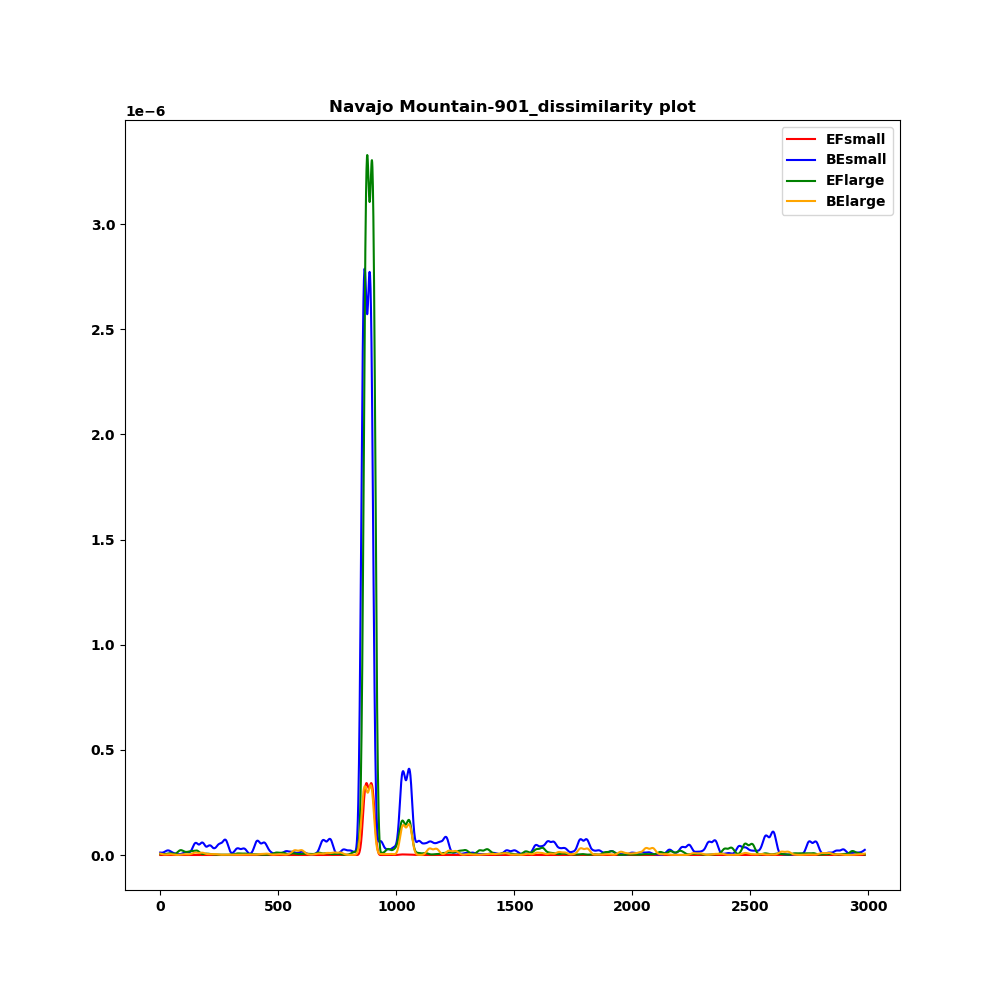 Navajo Mountain-901_dissimilarity plot
1e−6
EFsmall
BEsmall
EFlarge
BElarge
3.0
2.5
2.0
1.5
1.0
0.5
0.0
0 500 1000 1500 2000 2500 3000